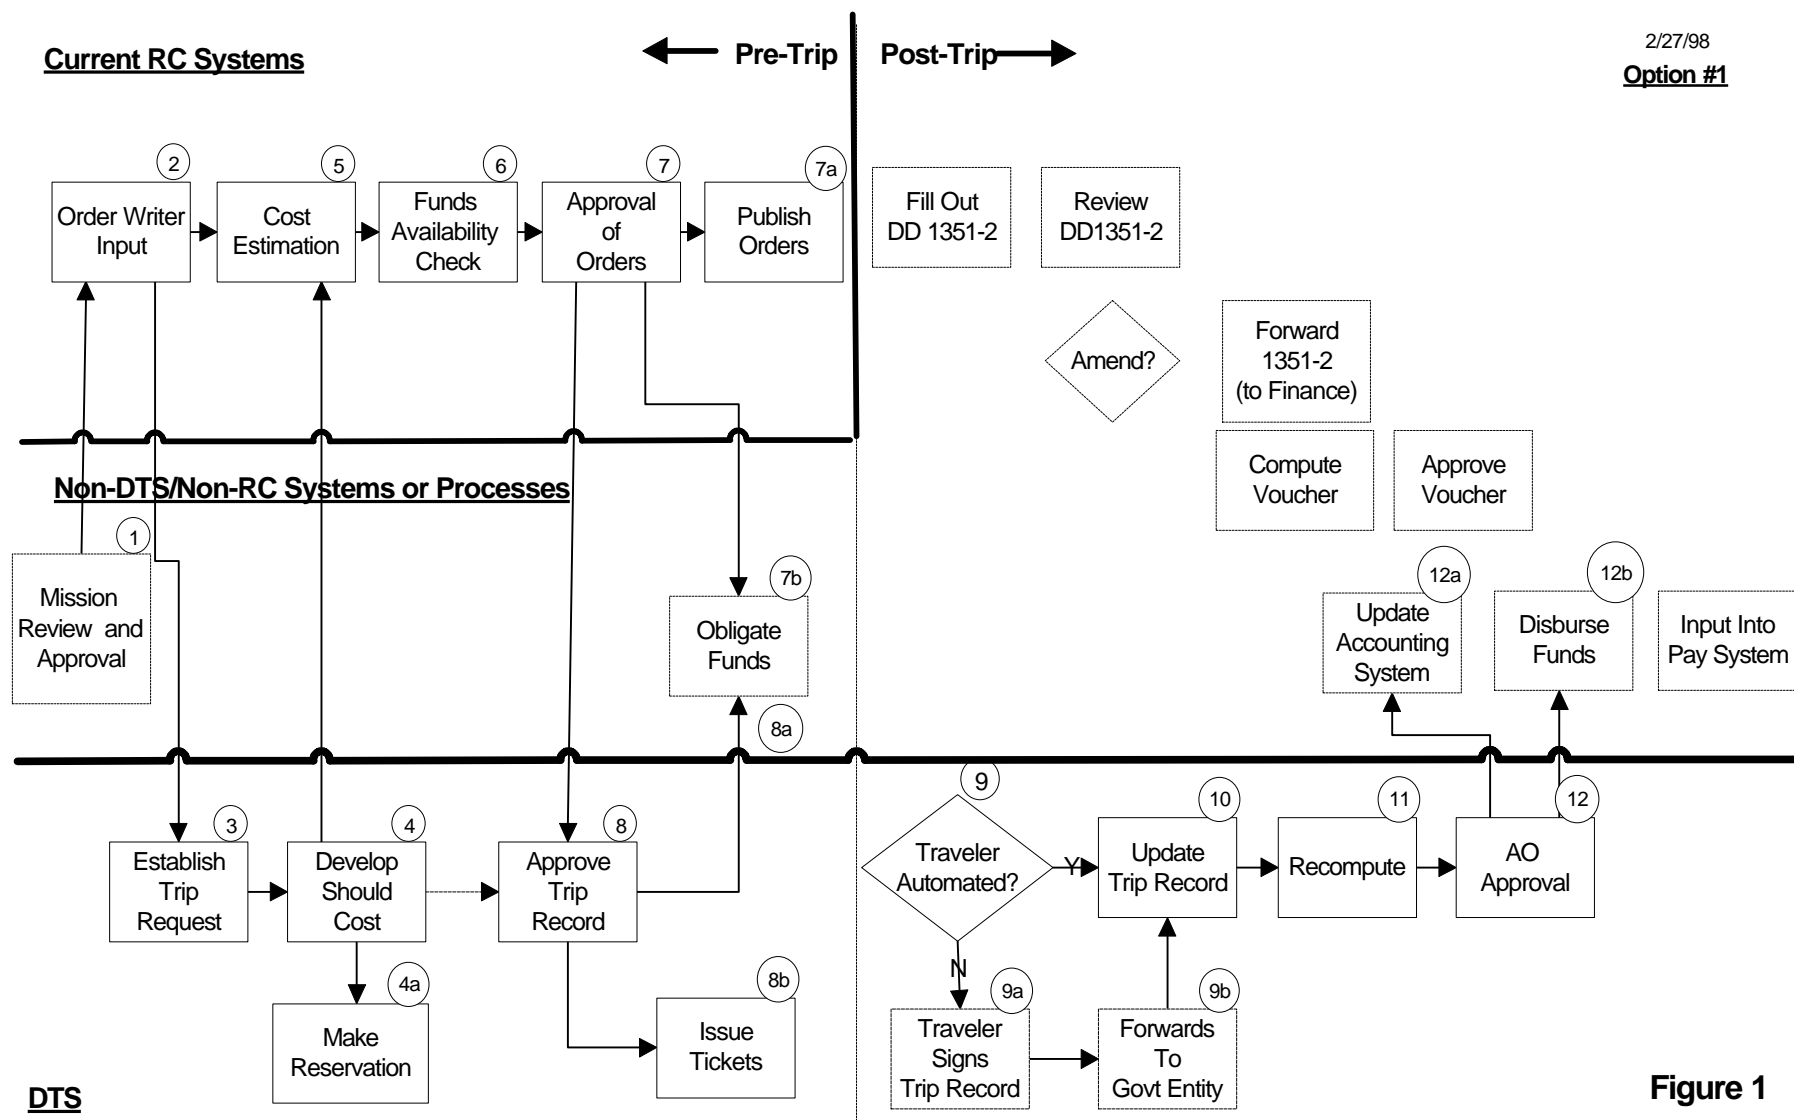 Current RC Systems
Pre-Trip
Post-Trip
2/27/98
Option #1
2
Order Writer
Input
5
Cost
Estimation
6
Funds
Availability
Check
7
Approval
of
Orders
7a
Publish
Orders
Fill Out
DD 1351-2
Review
DD1351-2
Amend?
Forward
1351-2
(to Finance)
Compute
Voucher
Approve
Voucher
Non-DTS/Non-RC Systems or Processes
1
Mission
Review and
Approval
7b
Obligate
Funds
8a
12a
Update
Accounting
System
12b
Disburse
Funds
Input Into
Pay System
3
Establish
Trip
Request
4
Develop
Should
Cost
8
Approve
Trip
Record
9
Traveler
Automated?
Y
10
Update
Trip Record
11
Recompute
12
AO
Approval
N
4a
Make
Reservation
8b
Issue
Tickets
9a
Traveler
Signs
Trip Record
9b
Forwards
To
Govt Entity
DTS
Figure 1